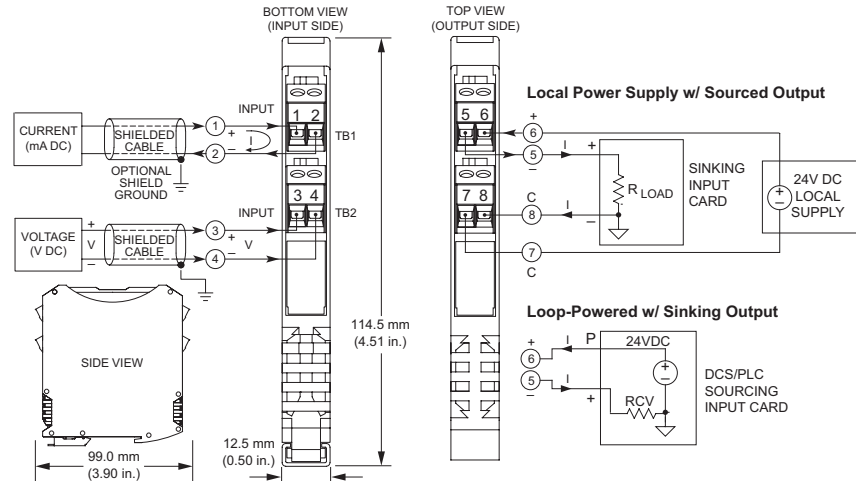 BOTTOM VIEW
(INPUT SIDE)
TOP VIEW
(OUTPUT SIDE)
CURRENT
(mA DC)
SHIELDED
CABLE
OPTIONAL
SHIELD
GROUND
1
2
INPUT
+
I
–
1 2
TB1
VOLTAGE
(V DC)
+
V
–
SHIELDED
CABLE
3
4
INPUT
+
V
–
3 4
TB2
SIDE VIEW
99.0 mm
(3.90 in.)
12.5 mm
(0.50 in.)
114.5 mm
(4.51 in.)
5 6
7 8
Local Power Supply w/ Sourced Output
+
6
5
–
I
+
R LOAD
SINKING
INPUT
CARD
C
8
I
–
7
C
+
–
24V DC
LOCAL
SUPPLY
Loop-Powered w/ Sinking Output
+
6
5
–
I
P
24VDC
+
–
I
+
RCV
DCS/PLC
SOURCING
INPUT CARD